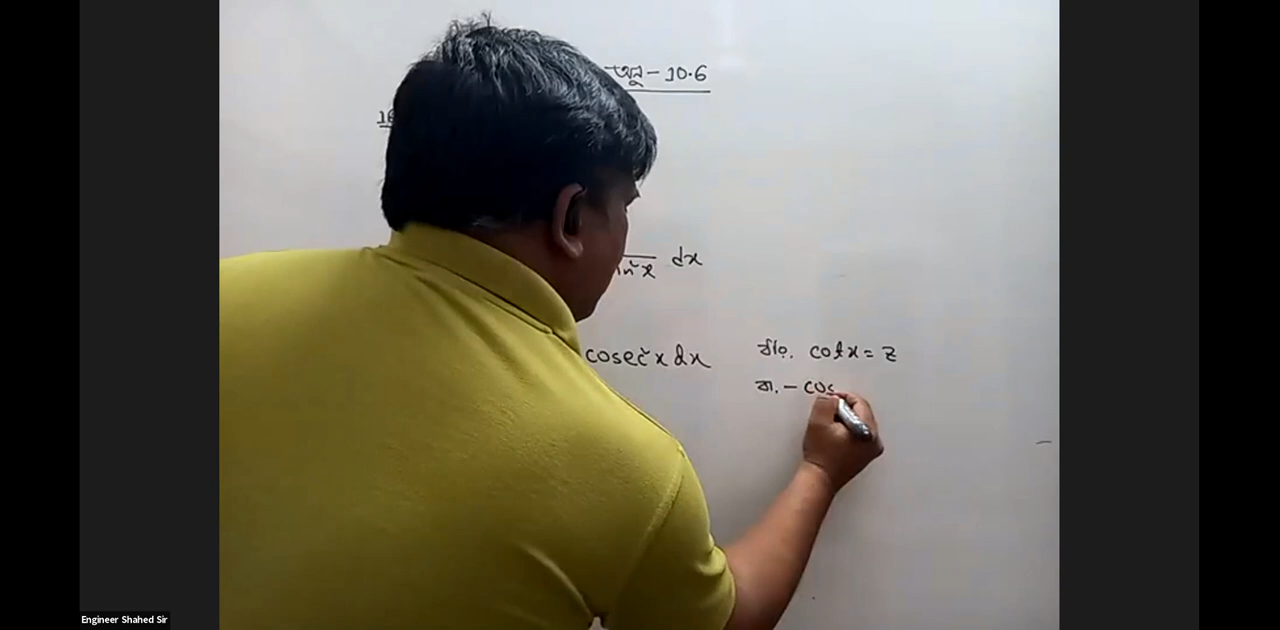 অনু - 10.6
dx
cosec²x dx
ধরি, cotx = z
বা, - cos
Engineer Shahed Sir